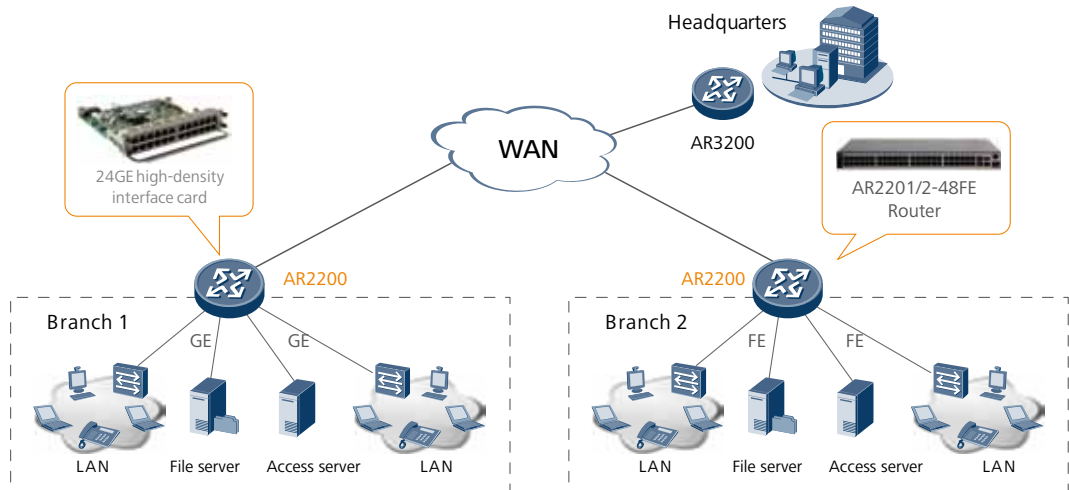 Headquarters
AR3200
WAN
24GE high-density
interface card
AR2201/2-48FE
Router
AR2200
AR2200
Branch 1
GE
GE
LAN
File server
Access server
LAN
Branch 2
FE
FE
LAN
File server
Access server
LAN